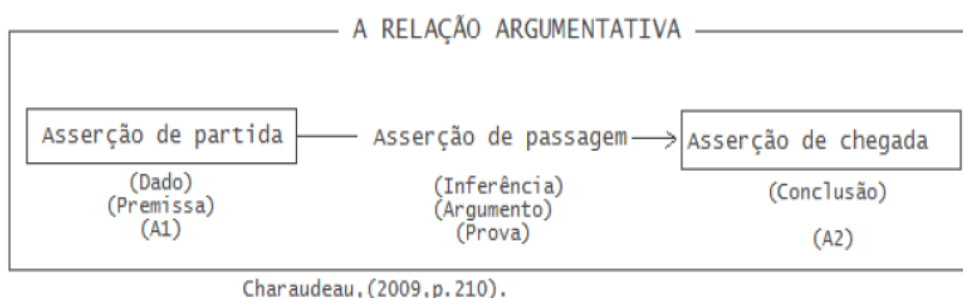 A RELAÇÃO ARGUMENTATIVA
Asserção de partida
Asserção de passagem
Asserção de chegada
(Dado)
(Premissa)
(A1)
(Inferência)
(Argumento)
(Prova)
(Conclusão)
(A2)
Charaudeau,(2009,p.210).